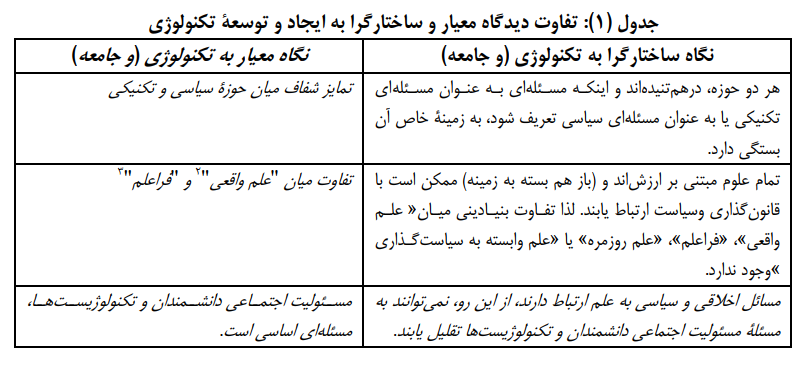 جدول (۱): تفاوت دیدگاه معیار و ساختارگرا به ایجاد و توسعهٔ تکنولوژی
نگاه ساختارگرا به تکنولوژی (و جامعه)
نگاه معیار به تکنولوژی (و جامعه)
هر دو حوزه، درهم‌تنیده‌اند و اینکه مسئله‌ای به عنوان مسئله‌ای
تکنیکی یا به عنوان مسئله‌ای سیاسی تعریف شود، به زمینهٔ خاص آن
بستگی دارد.
تمایز شفاف میان حوزهٔ سیاسی و تکنیکی
تمام علوم مبتنی بر ارزش‌اند و (باز هم بسته به زمینه) ممکن است با
قانون‌گذاری وسیاست ارتباط یابند. لذا تفاوت بنیادینی میان« علم
واقعی»، «فراعلم»، «علم روزمره» یا «علم وابسته به سیاست‌گذاری
»وجود ندارد.
تفاوت میان "علم واقعی"۲ و "فراعلم"۳
مسائل اخلاقی و سیاسی به علم ارتباط دارند، از این رو، نمی‌توانند به
مسئلهٔ مسئولیت اجتماعی دانشمندان و تکنولوژیست‌ها تقلیل یابند.
مسئولیت اجتماعی دانشمندان و تکنولوژیست‌ها،
مسئله‌ای اساسی است.